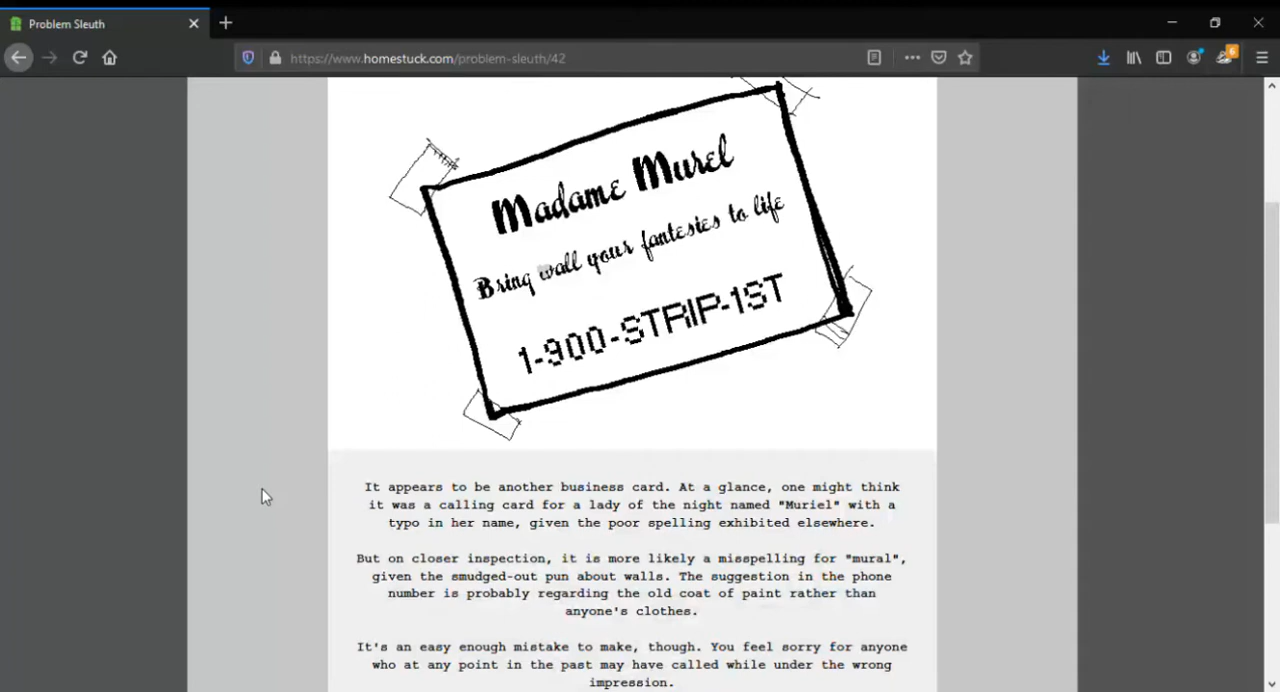 Problem Sleuth
https://www.homestuck.com/problem-sleuth/42
6
Madame Murel
Bring wall your fantesies to life
1-900-STRIP-1ST
It appears to be another business card. At a glance, one might think
it was a calling card for a lady of the night named "Muriel" with a
typo in her name, given the poor spelling exhibited elsewhere.
But on closer inspection, it is more likely a misspelling for "mural",
given the smudged-out pun about walls. The suggestion in the phone
number is probably regarding the old coat of paint rather than
anyone's clothes.
It's an easy enough mistake to make, though. You feel sorry for anyone
who at any point in the past may have called while under the wrong
impression.